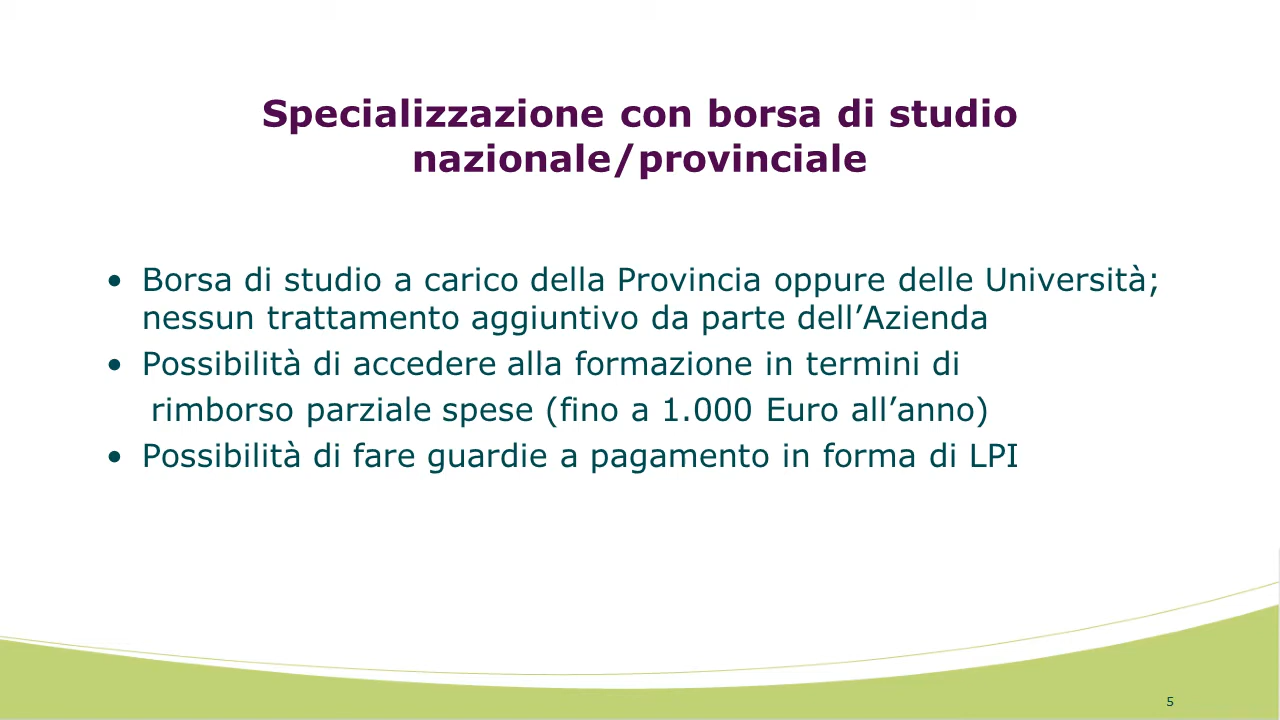 Specializzazione con borsa di studio
nazionale/provinciale
• Borsa di studio a carico della Provincia oppure delle Università;
nessun trattamento aggiuntivo da parte dell’Azienda
• Possibilità di accedere alla formazione in termini di
rimborso parziale spese (fino a 1.000 Euro all’anno)
• Possibilità di fare guardie a pagamento in forma di LPI
5